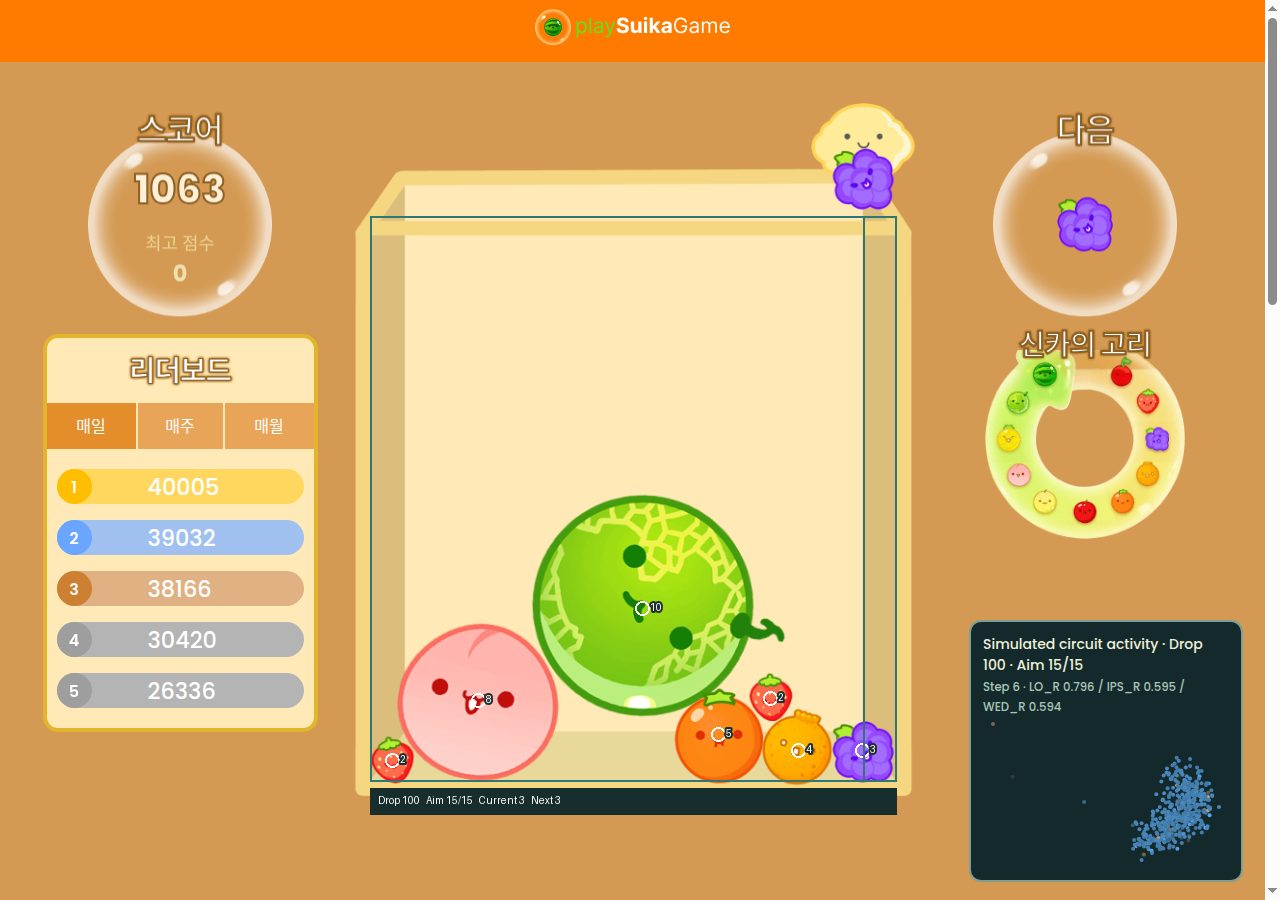 playSuikaGame
스코어
1063
최고 점수
0
다음
리더보드
매일 매주 매월
1 40005
2 39032
3 38166
4 30420
5 26336
신카의 고리
10
8
2
5
2
4
3
Drop 100 Aim 15/15 Current 3 Next 3
Simulated circuit activity · Drop
100 · Aim 15/15
Step 6 · LO_R 0.796 / IPS_R 0.595 /
WED_R 0.594